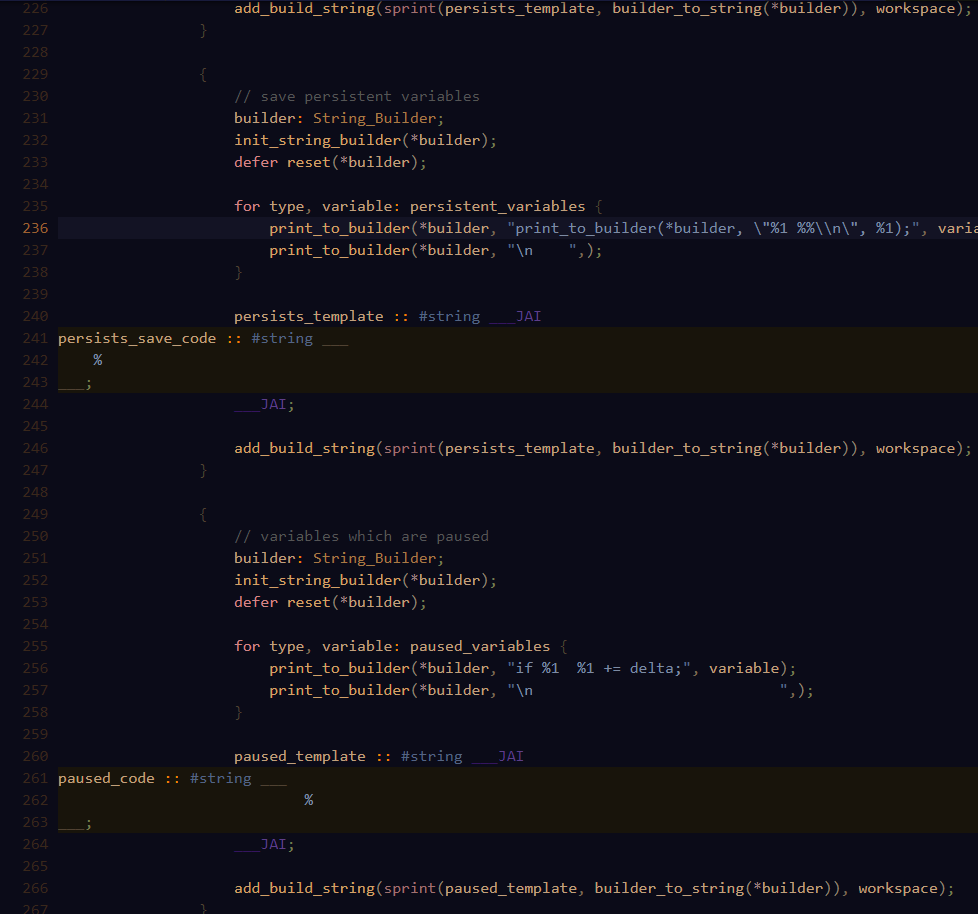 226 add_build_string(sprint(persists_template, builder_to_string(*builder)), workspace);
227 }
228
229 {
230 // save persistent variables
231 builder: String_Builder;
232 init_string_builder(*builder);
233 defer reset(*builder);
234
235 for type, variable: persistent_variables {
236 print_to_builder(*builder, "print_to_builder(*builder, \"%1 %%\\n\", %1);", varia
237 print_to_builder(*builder, "\n    ",);
238 }
239
240 persists_template :: #string ___JAI
241 persists_save_code :: #string ___
242 %
243 ___;
244 ___JAI;
245
246 add_build_string(sprint(persists_template, builder_to_string(*builder)), workspace);
247 }
248
249 {
250 // variables which are paused
251 builder: String_Builder;
252 init_string_builder(*builder);
253 defer reset(*builder);
254
255 for type, variable: paused_variables {
256 print_to_builder(*builder, "if %1  %1 += delta;", variable);
257 print_to_builder(*builder, "\n                            ",);
258 }
259
260 paused_template :: #string ___JAI
261 paused_code :: #string ___
262 %
263 ___;
264 ___JAI;
265
266 add_build_string(sprint(paused_template, builder_to_string(*builder)), workspace);
267 }